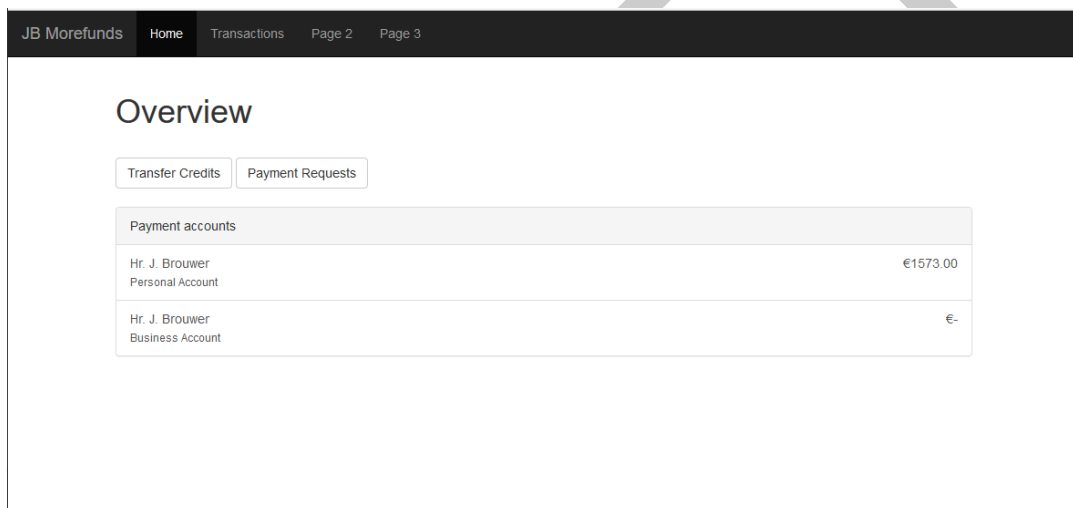 JB Morefunds Home Transactions Page 2 Page 3
Overview
Transfer Credits Payment Requests
Payment accounts
Hr. J. Brouwer €1573.00
Personal Account
Hr. J. Brouwer €-
Business Account